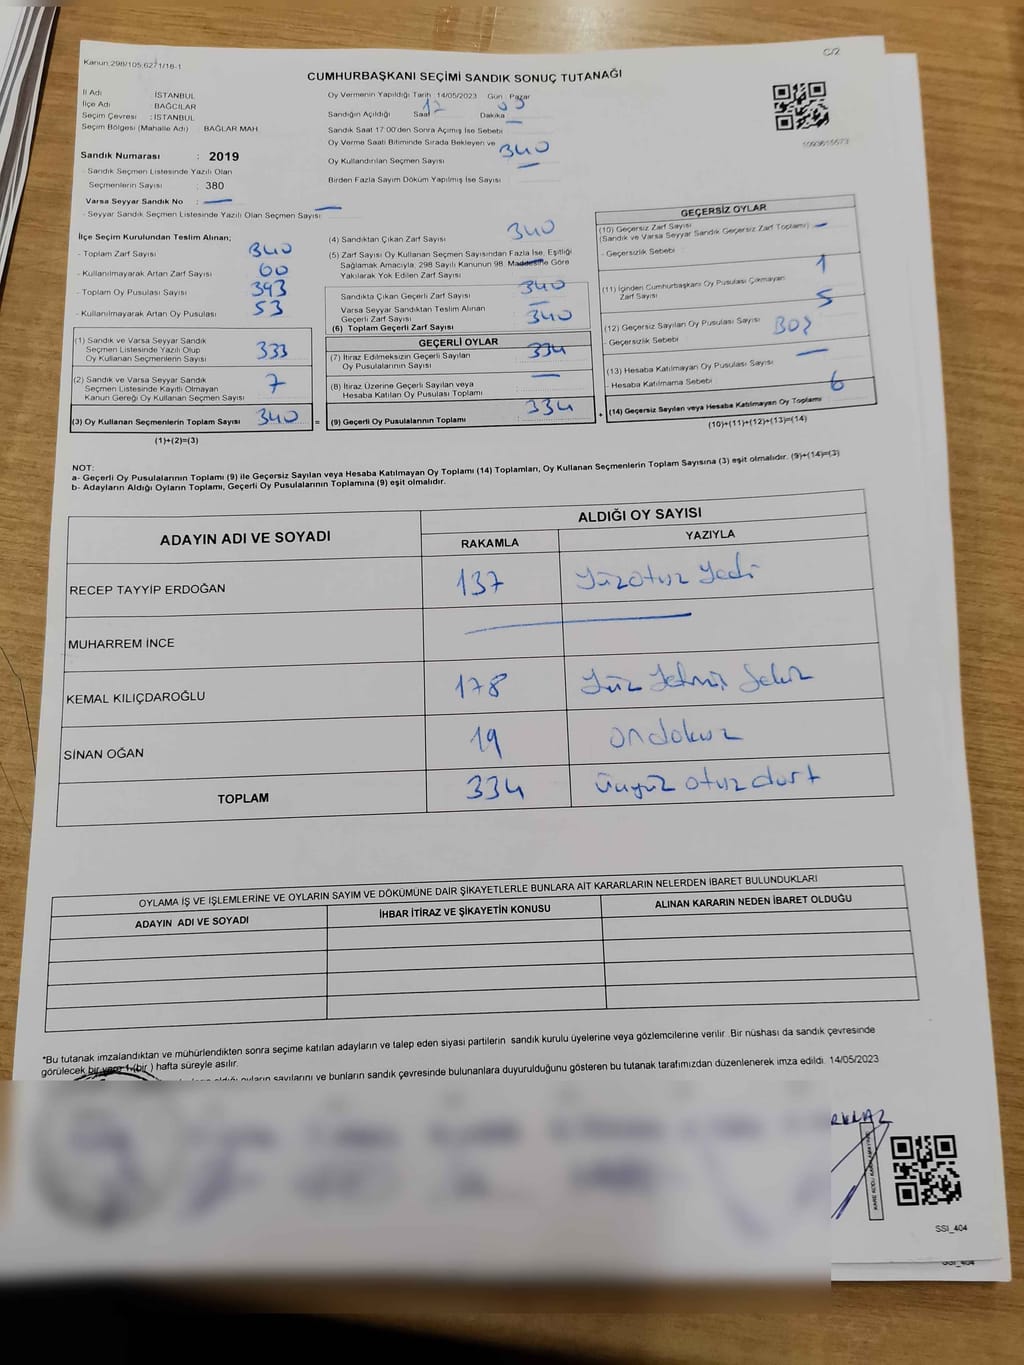 C/2
Kanun:298/105,6271/18-1
CUMHURBAŞKANI SEÇİMİ SANDIK SONUÇ TUTANAĞI
İl Adı : İSTANBUL
İlçe Adı : BAĞCILAR
Seçim Çevresi : İSTANBUL
Seçim Bölgesi (Mahalle Adı) BAĞLAR MAH.
Oy Vermenin Yapıldığı Tarih 14/05/2023 Gün Pazar
Sandığın Açıldığı Saat 17 Dakika 05
Sandık Saat 17:00'den Sonra Açımış İse Sebebi
Oy Verme Saati Bitiminde Sırada Bekleyen ve
Oy Kullandırılan Seçmen Sayısı 340
Birden Fazla Sayım Döküm Yapılmış İse Sayısı
1093615573
Sandık Numarası : 2019
Sandık Seçmen Listesinde Yazılı Olan
Seçmenlerin Sayısı : 380
Varsa Seyyar Sandık No : —
- Seyyar Sandık Seçmen Listesinde Yazılı Olan Seçmen Sayısı: —
İlçe Seçim Kurulundan Teslim Alınan;
- Toplam Zarf Sayısı : 340
- Kullanılmayarak Artan Zarf Sayısı : 60
- Toplam Oy Pusulası Sayısı : 393
- Kullanılmayarak Artan Oy Pusulası : 53
(1) Sandık ve Varsa Seyyar Sandık
Seçmen Listesinde Yazılı Olup
Oy Kullanan Seçmenlerin Sayısı : 333
(2) Sandık ve Varsa Seyyar Sandık
Seçmen Listesinde Kayıtlı Olmayan
Kanun Gereği Oy Kullanan Seçmen Sayısı : 7
(3) Oy Kullanan Seçmenlerin Toplam Sayısı 340 =
(1)+(2)=(3)
(4) Sandıktan Çıkan Zarf Sayısı 340
(5) Zarf Sayısı Oy Kullanan Seçmen Sayısından Fazla İse, Eşitliği
Sağlamak Amacıyla, 298 Sayılı Kanunun 98. Maddesine Göre
Yakılarak Yok Edilen Zarf Sayısı —
Sandıkta Çıkan Geçerli Zarf Sayısı 340
Varsa Seyyar Sandıktan Teslim Alınan
Geçerli Zarf Sayısı —
(6) Toplam Geçerli Zarf Sayısı 340
GEÇERLİ OYLAR
(7) İtiraz Edilmeksizin Geçerli Sayılan
Oy Pusulasının Sayısı 334
(8) İtiraz Üzerine Geçerli Sayılan veya
Hesaba Katılan Oy Pusulası Toplamı —
(9) Geçerli Oy Pusulalarının Toplamı 334 +
GEÇERSİZ OYLAR
(10) Geçersiz Zarf Sayısı
(Sandık ve Varsa Seyyar Sandık Geçersiz Zarf Toplamı) —
- Geçersizlik Sebebi :
(11) İçinden Cumhurbaşkanı Oy Pusulası Çıkmayan
Zarf Sayısı 1
(12) Geçersiz Sayılan Oy Pusulası Sayısı 5
- Geçersizlik Sebebi :
(13) Hesaba Katılmayan Oy Pusulası Sayısı —
- Hesaba Katılmama Sebebi :
(14) Geçersiz Sayılan veya Hesaba Katılmayan Oy Toplamı 6
(10)+(11)+(12)+(13)=(14)
NOT:
a- Geçerli Oy Pusulalarının Toplamı (9) ile Geçersiz Sayılan veya Hesaba Katılmayan Oy Toplamı (14) Toplamları, Oy Kullanan Seçmenlerin Toplam Sayısına (3) eşit olmalıdır. (9)+(14)=(3)
b- Adayların Aldığı Oyların Toplamı, Geçerli Oy Pusulalarının Toplamına (9) eşit olmalıdır.
ADAYIN ADI VE SOYADI ALDIĞI OY SAYISI
RAKAMLA YAZIYLA
RECEP TAYYİP ERDOĞAN 137 Yüzotuz Yedi
MUHARREM İNCE —
KEMAL KILIÇDAROĞLU 178 Yüz Yetmiş Sekiz
SİNAN OĞAN 19 ondokuz
TOPLAM 334 üçyüz otuz dört
OYLAMA İŞ VE İŞLEMLERİNE VE OYLARIN SAYIM VE DÖKÜMÜNE DAİR ŞİKAYETLERLE BUNLARA AİT KARARLARIN NELERDEN İBARET BULUNDUKLARI
ADAYIN ADI VE SOYADI İHBAR İTİRAZ VE ŞİKAYETİN KONUSU ALINAN KARARIN NEDEN İBARET OLDUĞU
*Bu tutanak imzalandıktan ve mühürlendikten sonra seçime katılan adayların ve talep eden siyasi partilerin sandık kurulu üyelerine veya gözlemcilerine verilir. Bir nüshası da sandık çevresinde
görülecek bir yere 1 (bir ) hafta süreyle asılır.
oyların sayılarını ve bunların sandık çevresinde bulunanlara duyurulduğunu gösteren bu tutanak tarafımızdan düzenlenerek imza edildi. 14/05/2023
SSI_404